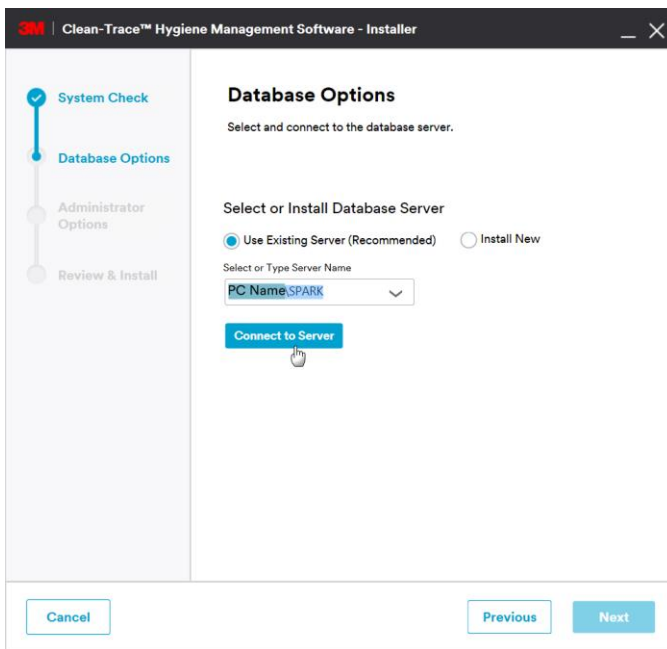 3M | Clean-Trace™ Hygiene Management Software - Installer
System Check
Database Options
Administrator
Options
Review & Install
Database Options
Select and connect to the database server.
Select or Install Database Server
Use Existing Server (Recommended) Install New
Select or Type Server Name
PC Name\SPARK
Connect to Server
Cancel Previous Next